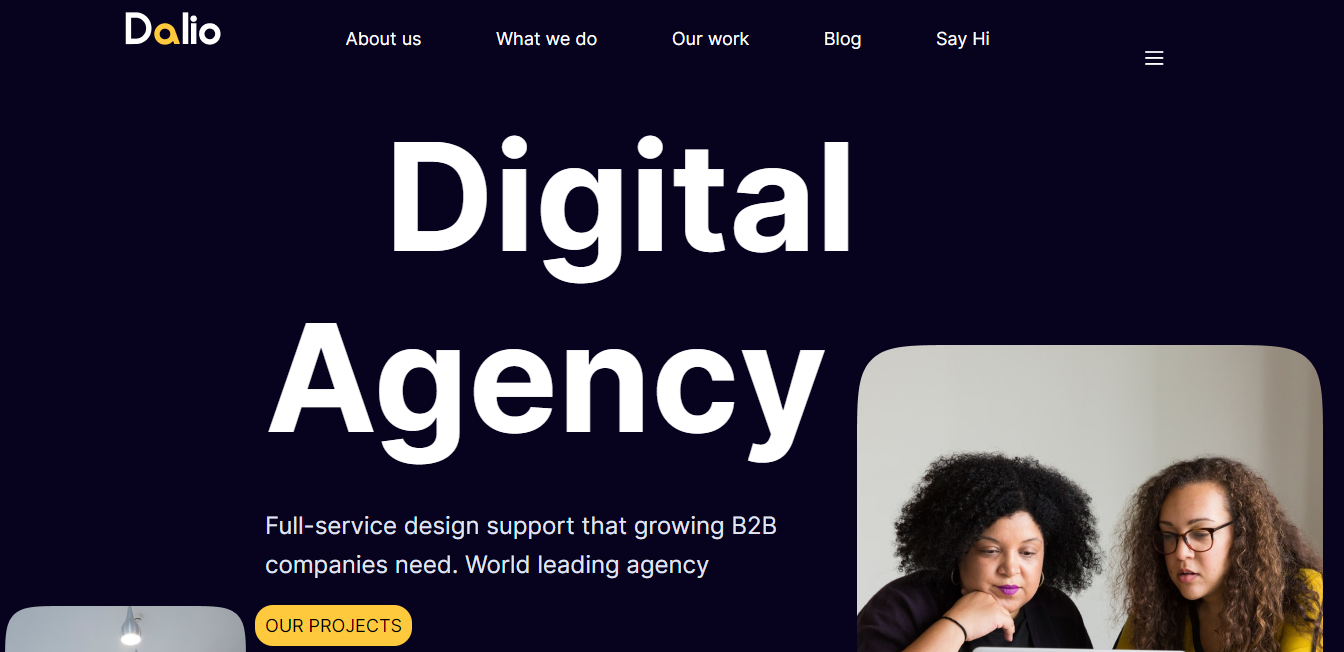 Dalio
About us
What we do
Our work
Blog
Say Hi
Digital
Agency
Full-service design support that growing B2B
companies need. World leading agency
OUR PROJECTS